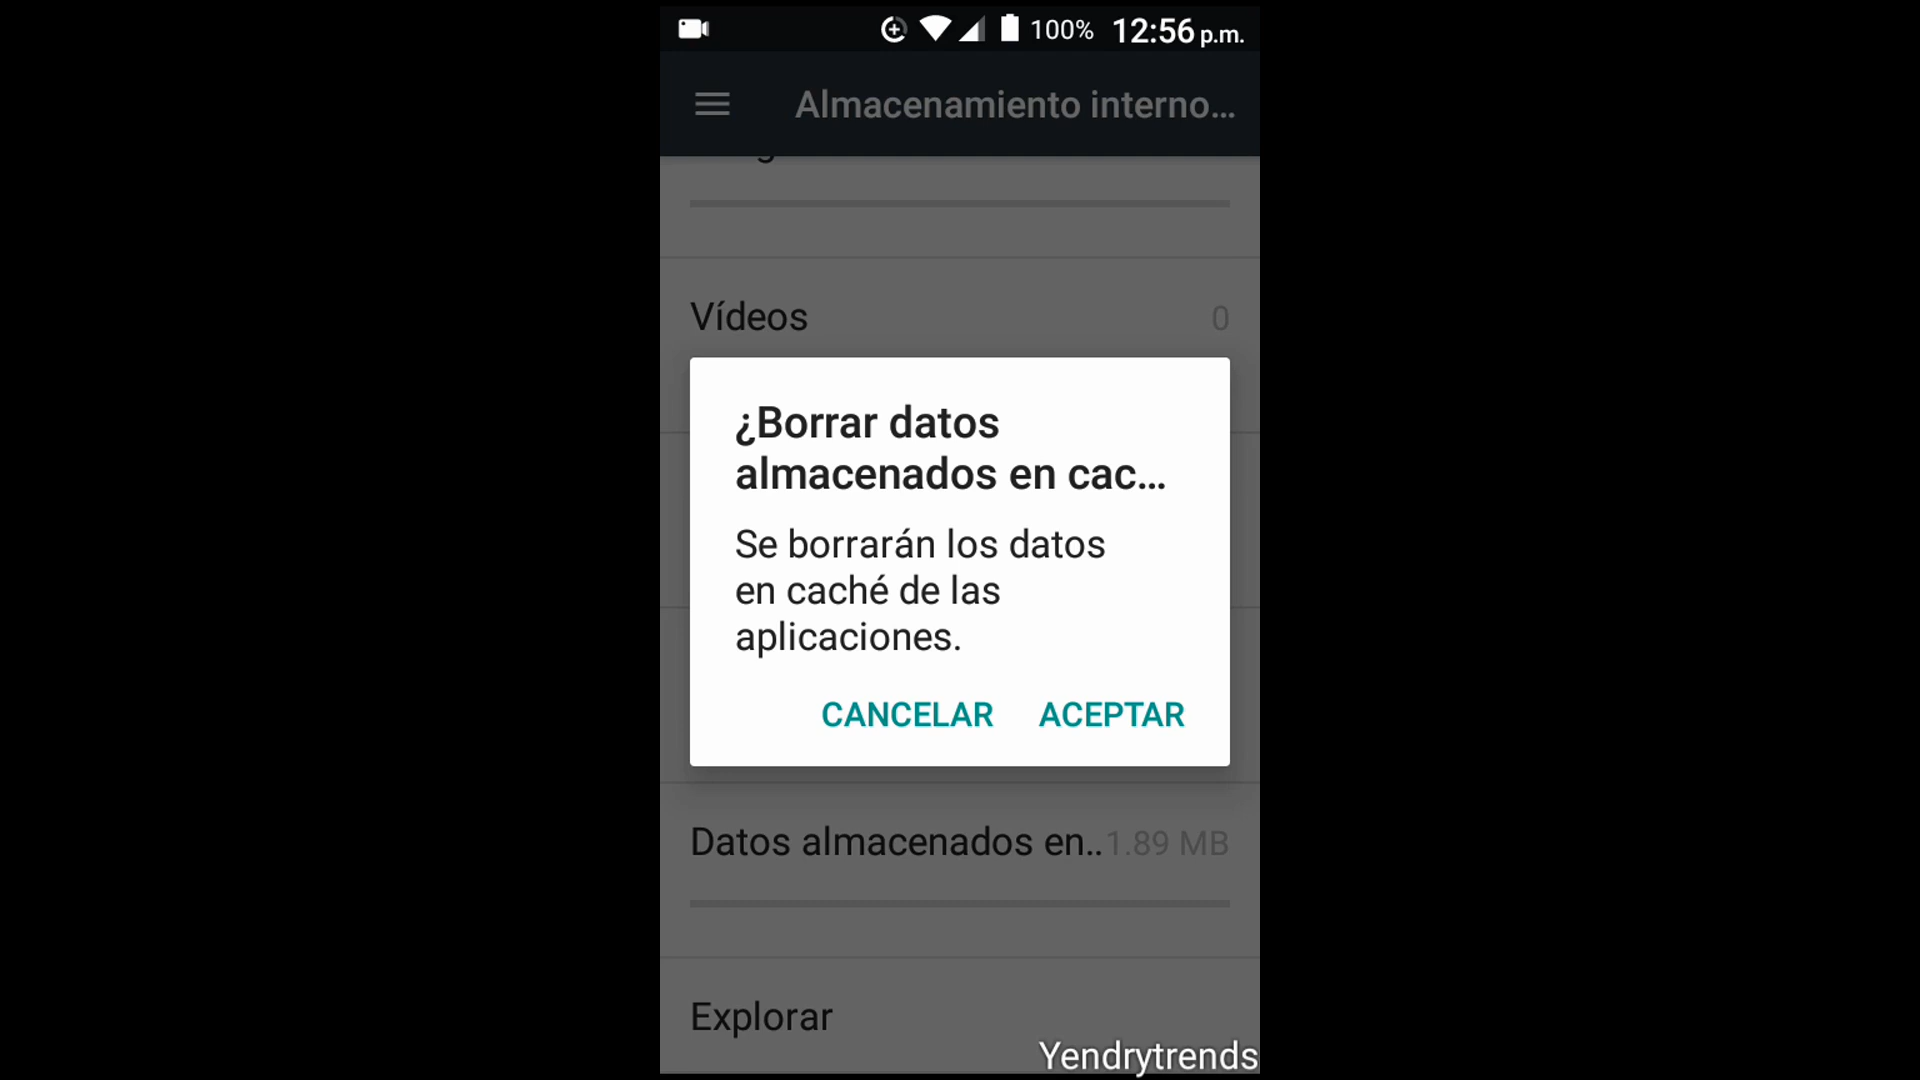 100% 12:56 p.m.
Almacenamiento interno...
Vídeos 0
¿Borrar datos
almacenados en cac...
Se borrarán los datos
en caché de las
aplicaciones.
CANCELAR ACEPTAR
Datos almacenados en.. 1.89 MB
Explorar
Yendrytrends